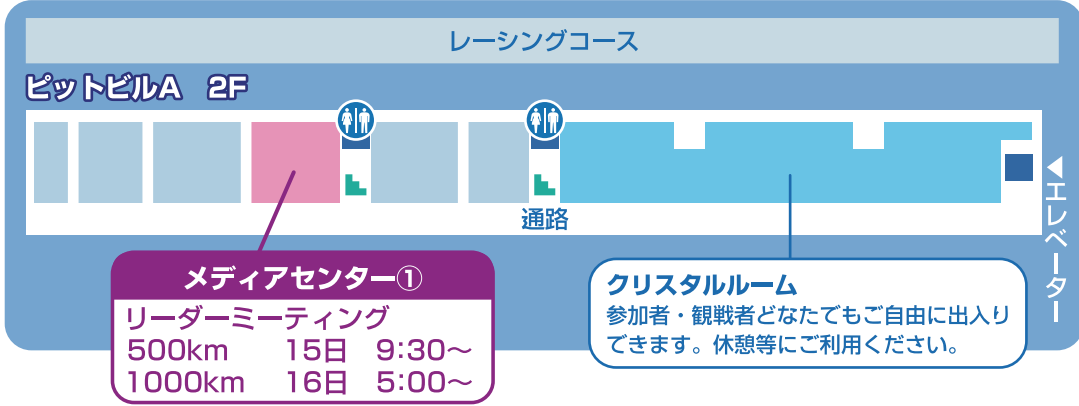 レーシングコース
ピットビルA　2F
通路
◀エレベーター
メディアセンター①
リーダーミーティング
500km　15日　9:30〜
1000km　16日　5:00〜
クリスタルルーム
参加者・観戦者どなたでもご自由に出入り
できます。休憩等にご利用ください。